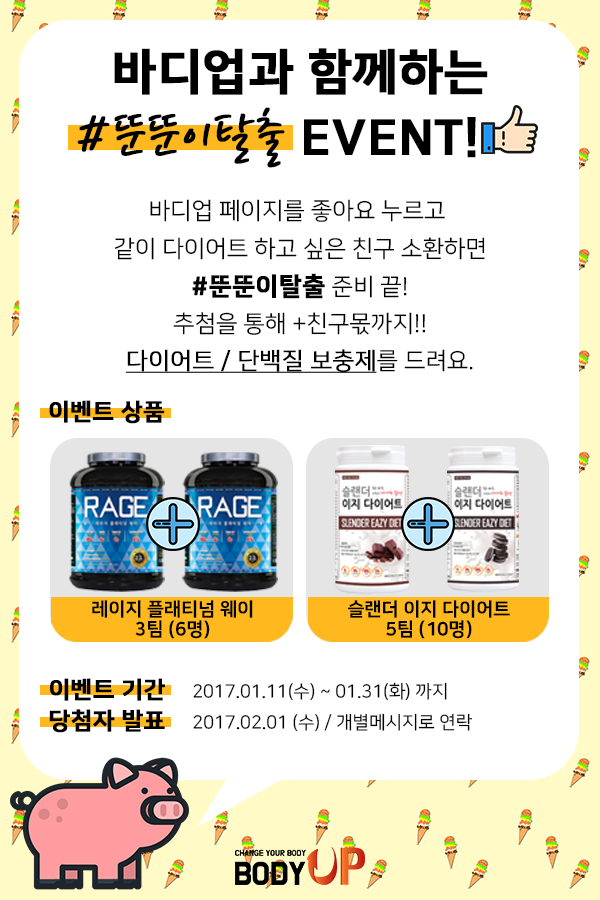 바디업과 함께하는
#뚠뚠이탈출 EVENT!
바디업 페이지를 좋아요 누르고
같이 다이어트 하고 싶은 친구 소환하면
#뚠뚠이탈출 준비 끝!
추첨을 통해 +친구몫까지!!
다이어트 / 단백질 보충제를 드려요.
이벤트 상품
RAGE RAGE
슬랜더 슬랜더
이지 다이어트 이지 다이어트
SLENDER EAZY DIET SLENDER EAZY DIET
레이지 플래티넘 웨이
3팀 (6명)
슬랜더 이지 다이어트
5팀 (10명)
이벤트 기간 2017.01.11(수) ~ 01.31(화) 까지
당첨자 발표 2017.02.01 (수) / 개별메시지로 연락
CHANGE YOUR BODY
BODY UP